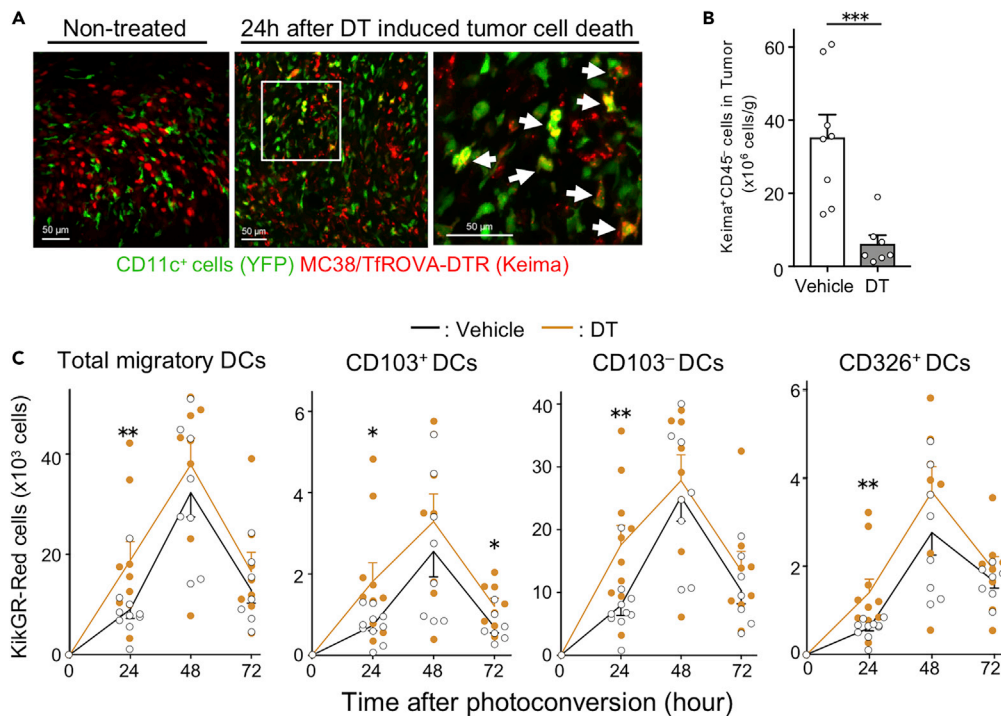 A
Non-treated
24h after DT induced tumor cell death
50 μm
50 μm
50 μm
CD11c⁺ cells (YFP) MC38/TfROVA-DTR (Keima)
B
***
Keima⁺ CD45⁻ cells in Tumor
(x10⁶ cells/g)
60
40
20
0
Vehicle
DT
— : Vehicle — : DT
C
Total migratory DCs
CD103⁺ DCs
CD103⁻ DCs
CD326⁺ DCs
KikGR-Red cells (x10³ cells)
40
20
0
**
0 24 48 72
6
4
2
0
*
*
0 24 48 72
40
30
20
10
0
**
0 24 48 72
6
4
2
0
**
0 24 48 72
Time after photoconversion (hour)